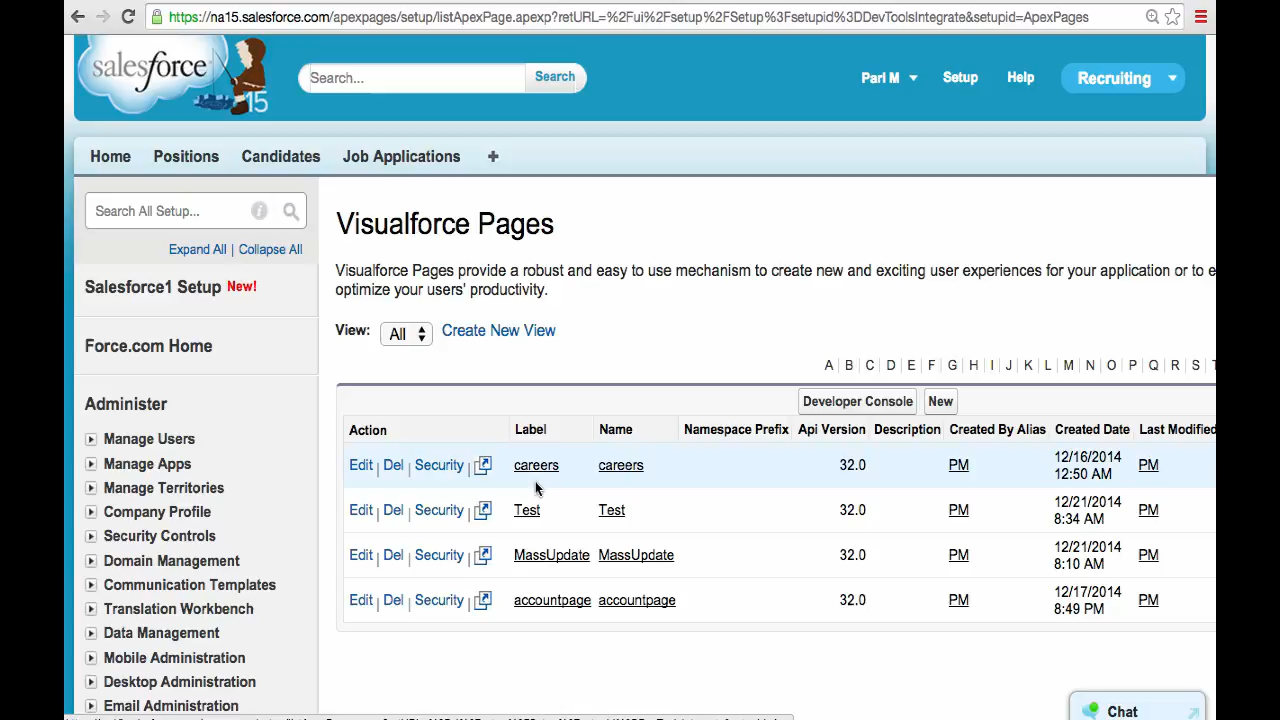 https://na15.salesforce.com/apexpages/setup/listApexPage.apexp?retURL=%2Fui%2Fsetup%2FSetup%3Fsetupid%3DDevToolsIntegrate&setupid=ApexPages
salesforce
15
Search...
Search
Parl M
Setup
Help
Recruiting
Home
Positions
Candidates
Job Applications
+
Search All Setup...
Expand All | Collapse All
Salesforce1 Setup New!
Force.com Home
Administer
Manage Users
Manage Apps
Manage Territories
Company Profile
Security Controls
Domain Management
Communication Templates
Translation Workbench
Data Management
Mobile Administration
Desktop Administration
Email Administration
Visualforce Pages
Visualforce Pages provide a robust and easy to use mechanism to create new and exciting user experiences for your application or to e
optimize your users' productivity.
View: All Create New View
A | B | C | D | E | F | G | H | I | J | K | L | M | N | O | P | Q | R | S | T
Developer Console New
Action Label Name Namespace Prefix Api Version Description Created By Alias Created Date Last Modified
Edit | Del | Security | careers careers 32.0 PM 12/16/2014 12:50 AM PM
Edit | Del | Security | Test Test 32.0 PM 12/21/2014 8:34 AM PM
Edit | Del | Security | MassUpdate MassUpdate 32.0 PM 12/21/2014 8:10 AM PM
Edit | Del | Security | accountpage accountpage 32.0 PM 12/17/2014 8:49 PM PM
Chat